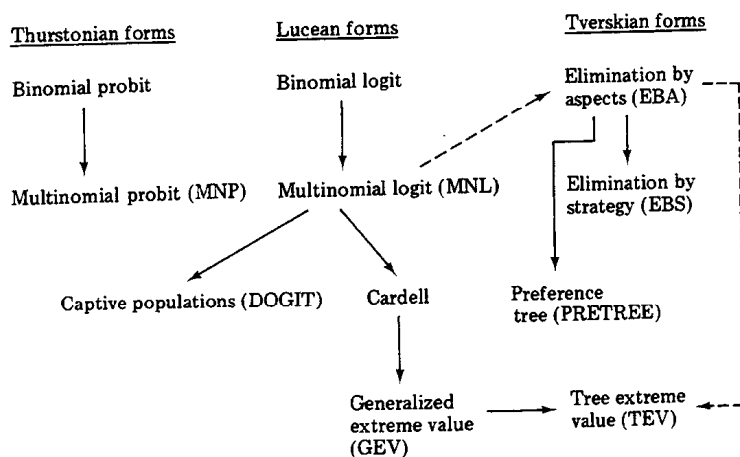 Thurstonian forms
Lucean forms
Tverskian forms
Binomial probit
Binomial logit
Elimination by
aspects (EBA)
Multinomial probit (MNP)
Multinomial logit (MNL)
Elimination by
strategy (EBS)
Captive populations (DOGIT)
Cardell
Preference
tree (PRETREE)
Generalized
extreme value
(GEV)
Tree extreme
value (TEV)